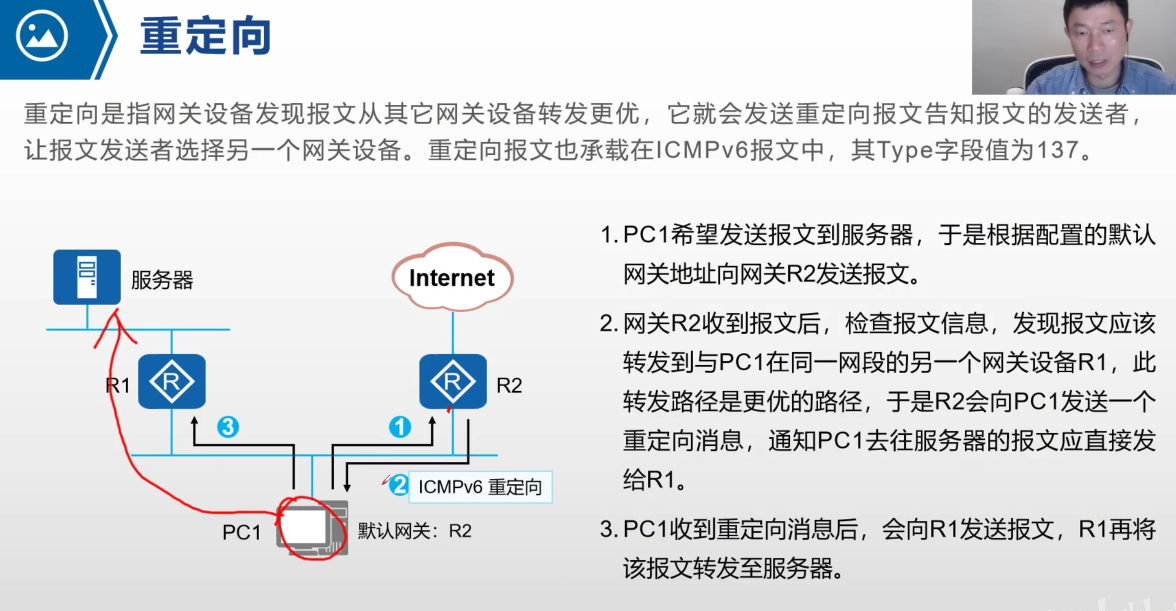 重定向
重定向是指网关设备发现报文从其它网关设备转发更优，它就会发送重定向报文告知报文的发送者，
让报文发送者选择另一个网关设备。重定向报文也承载在ICMPv6报文中，其Type字段值为137。
服务器
Internet
R1
R
R
R2
3
1
2
ICMPv6 重定向
PC1
默认网关：R2
1. PC1希望发送报文到服务器，于是根据配置的默认
网关地址向网关R2发送报文。
2. 网关R2收到报文后，检查报文信息，发现报文应该
转发到与PC1在同一网段的另一个网关设备R1，此
转发路径是更优的路径，于是R2会向PC1发送一个
重定向消息，通知PC1去往服务器的报文应直接发
给R1。
3. PC1收到重定向消息后，会向R1发送报文，R1再将
该报文转发至服务器。